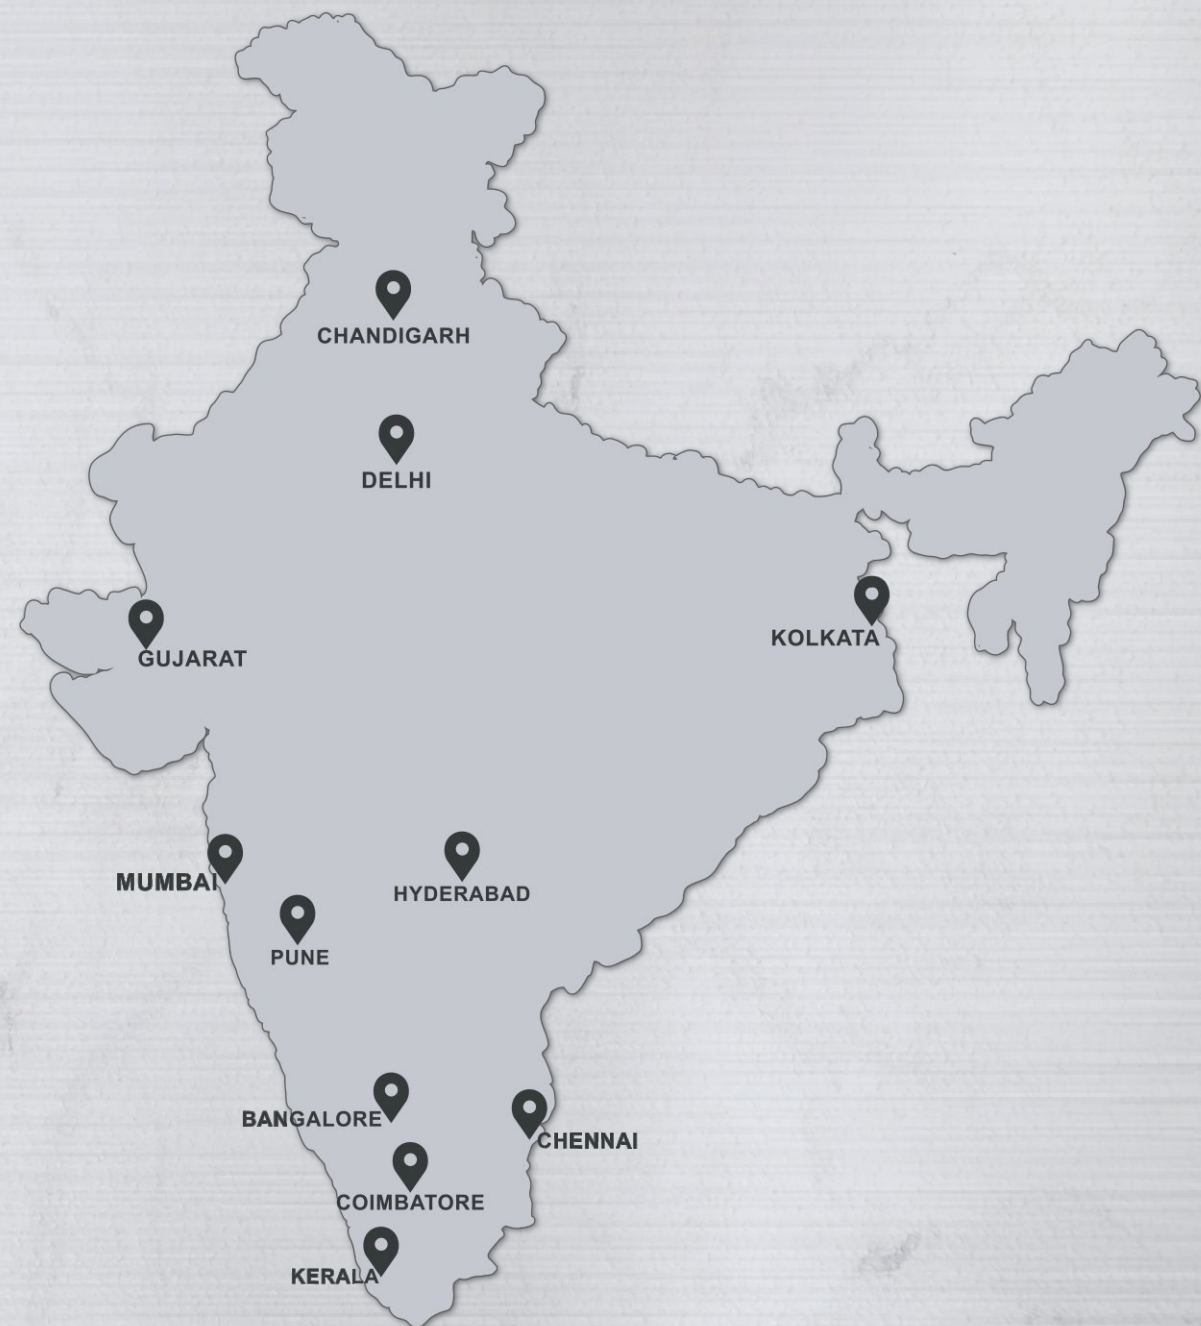 CHANDIGARH
DELHI
KOLKATA
GUJARAT
MUMBAI
HYDERABAD
PUNE
BANGALORE
CHENNAI
COIMBATORE
KERALA